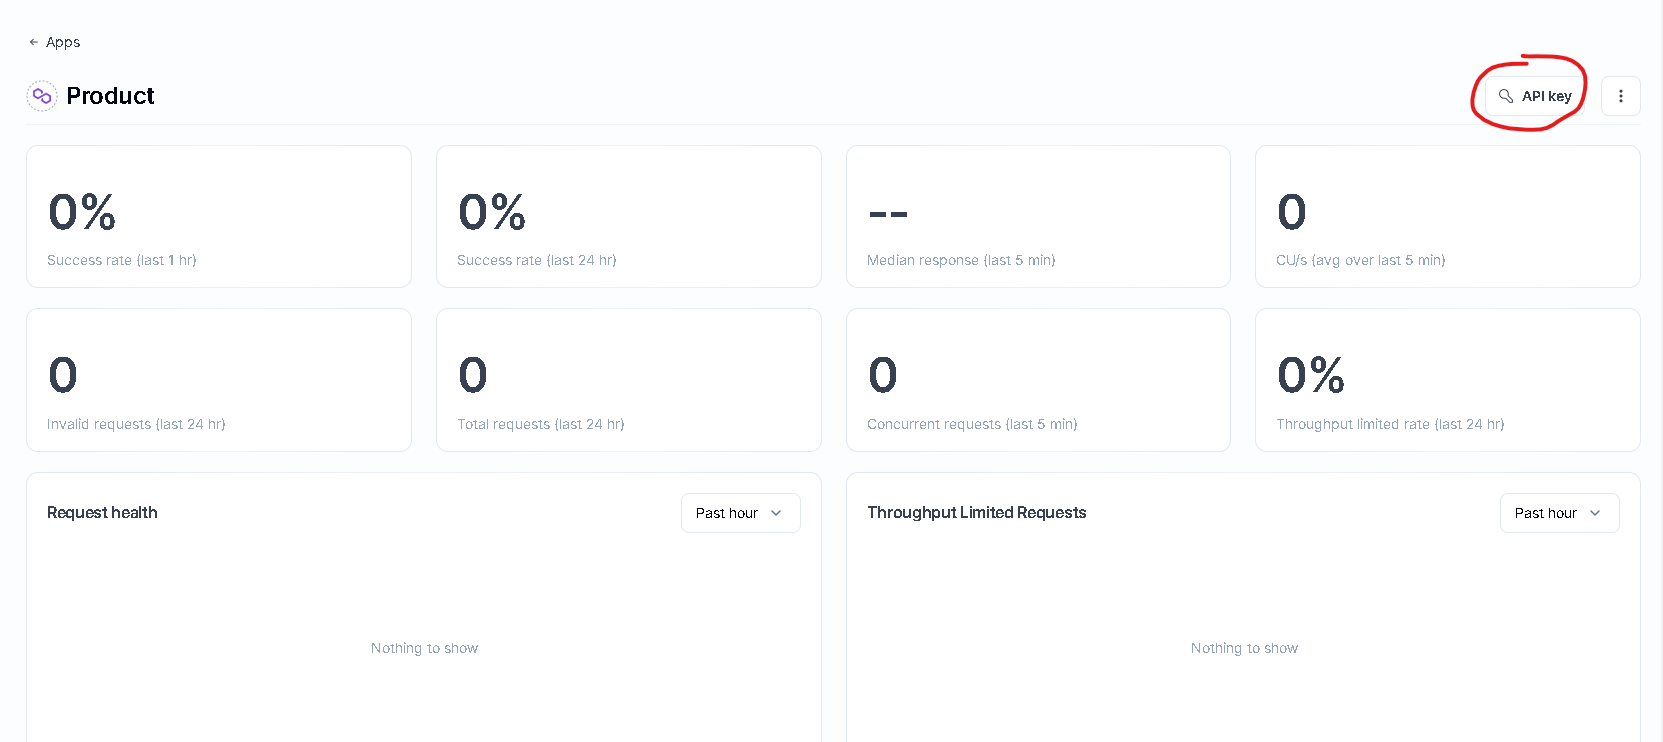 ← Apps
Product
API key
0%
Success rate (last 1 hr)
0%
Success rate (last 24 hr)
--
Median response (last 5 min)
0
CU/s (avg over last 5 min)
0
Invalid requests (last 24 hr)
0
Total requests (last 24 hr)
0
Concurrent requests (last 5 min)
0%
Throughput limited rate (last 24 hr)
Request health
Past hour
Nothing to show
Throughput Limited Requests
Past hour
Nothing to show